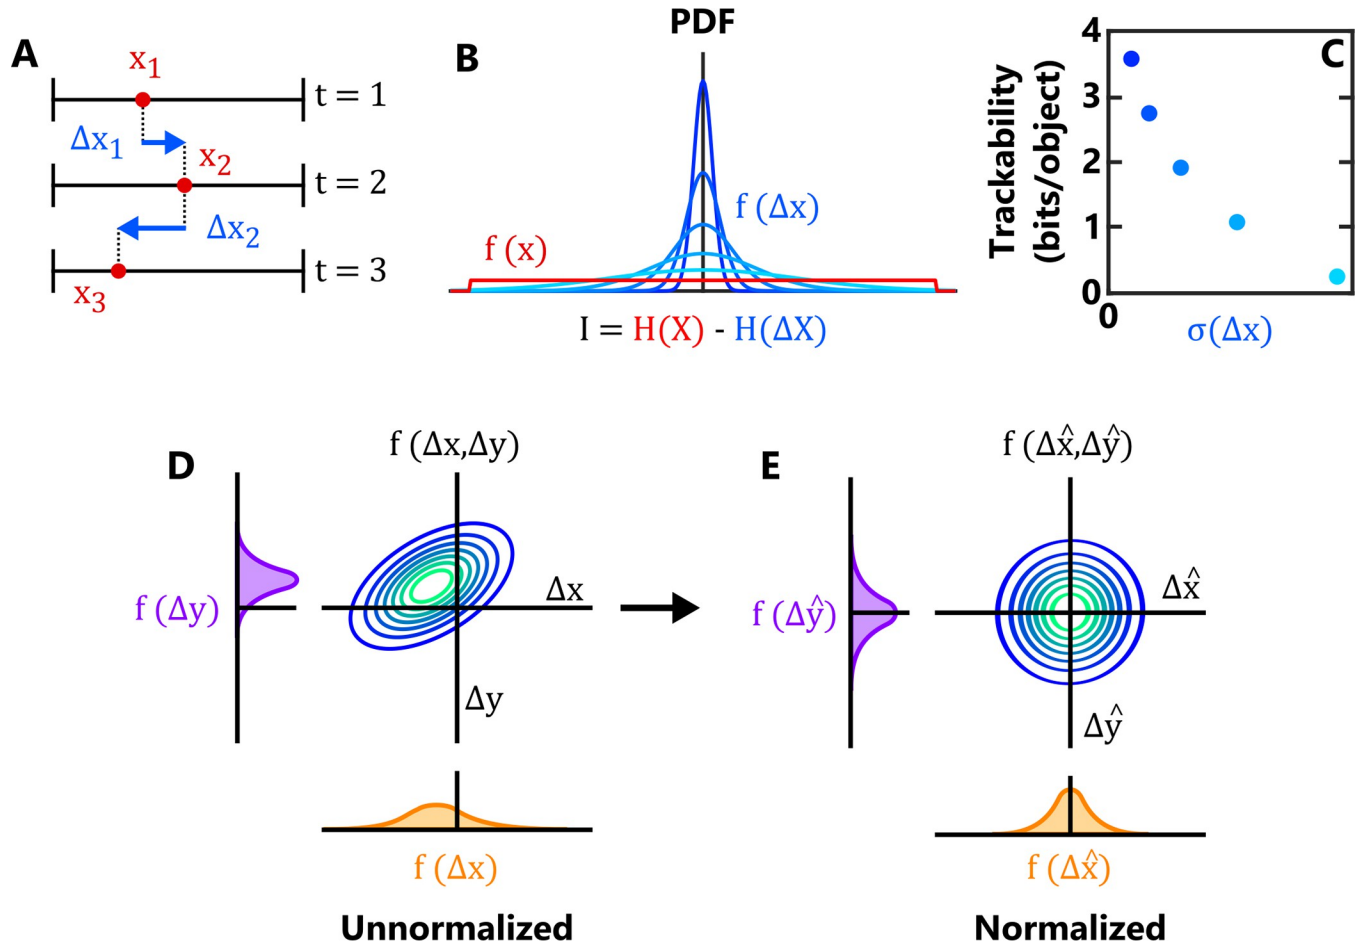 A
x₁
t = 1
Δx₁
x₂
t = 2
Δx₂
t = 3
x₃
B
PDF
f (Δx)
f (x)
I = H(X) - H(ΔX)
C
Trackability
(bits/object)
4
3
2
1
0
0
σ(Δx)
D
f (Δx,Δy)
f (Δy)
Δx
Δy
f (Δx)
Unnormalized
E
f (Δx̂,Δŷ)
f (Δŷ)
Δx̂
Δŷ
f (Δx̂)
Normalized